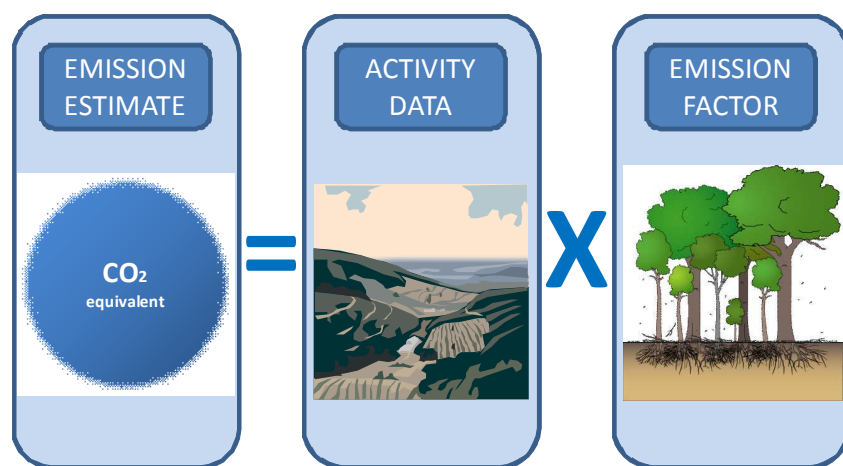 EMISSION
ESTIMATE
CO₂
equivalent
=
ACTIVITY
DATA
X
EMISSION
FACTOR